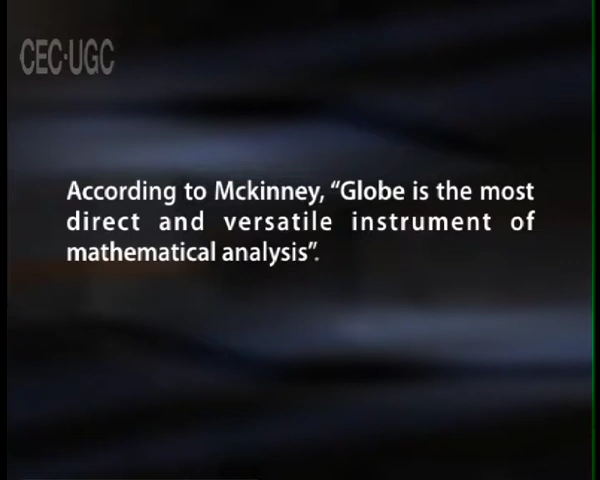 CEC-UGC
According to Mckinney, “Globe is the most
direct and versatile instrument of
mathematical analysis”.